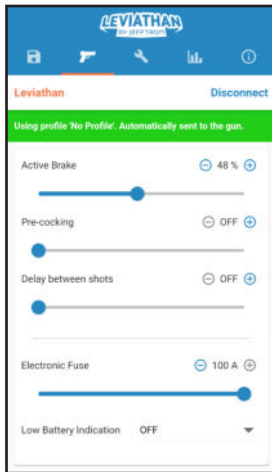 LEVIATHAN
BY JEFFTRON
Leviathan Disconnect
Using profile 'No Profile'. Automatically sent to the gun.
Active Brake 48 %
Pre-cocking OFF
Delay between shots OFF
Electronic Fuse 100 A
Low Battery Indication OFF